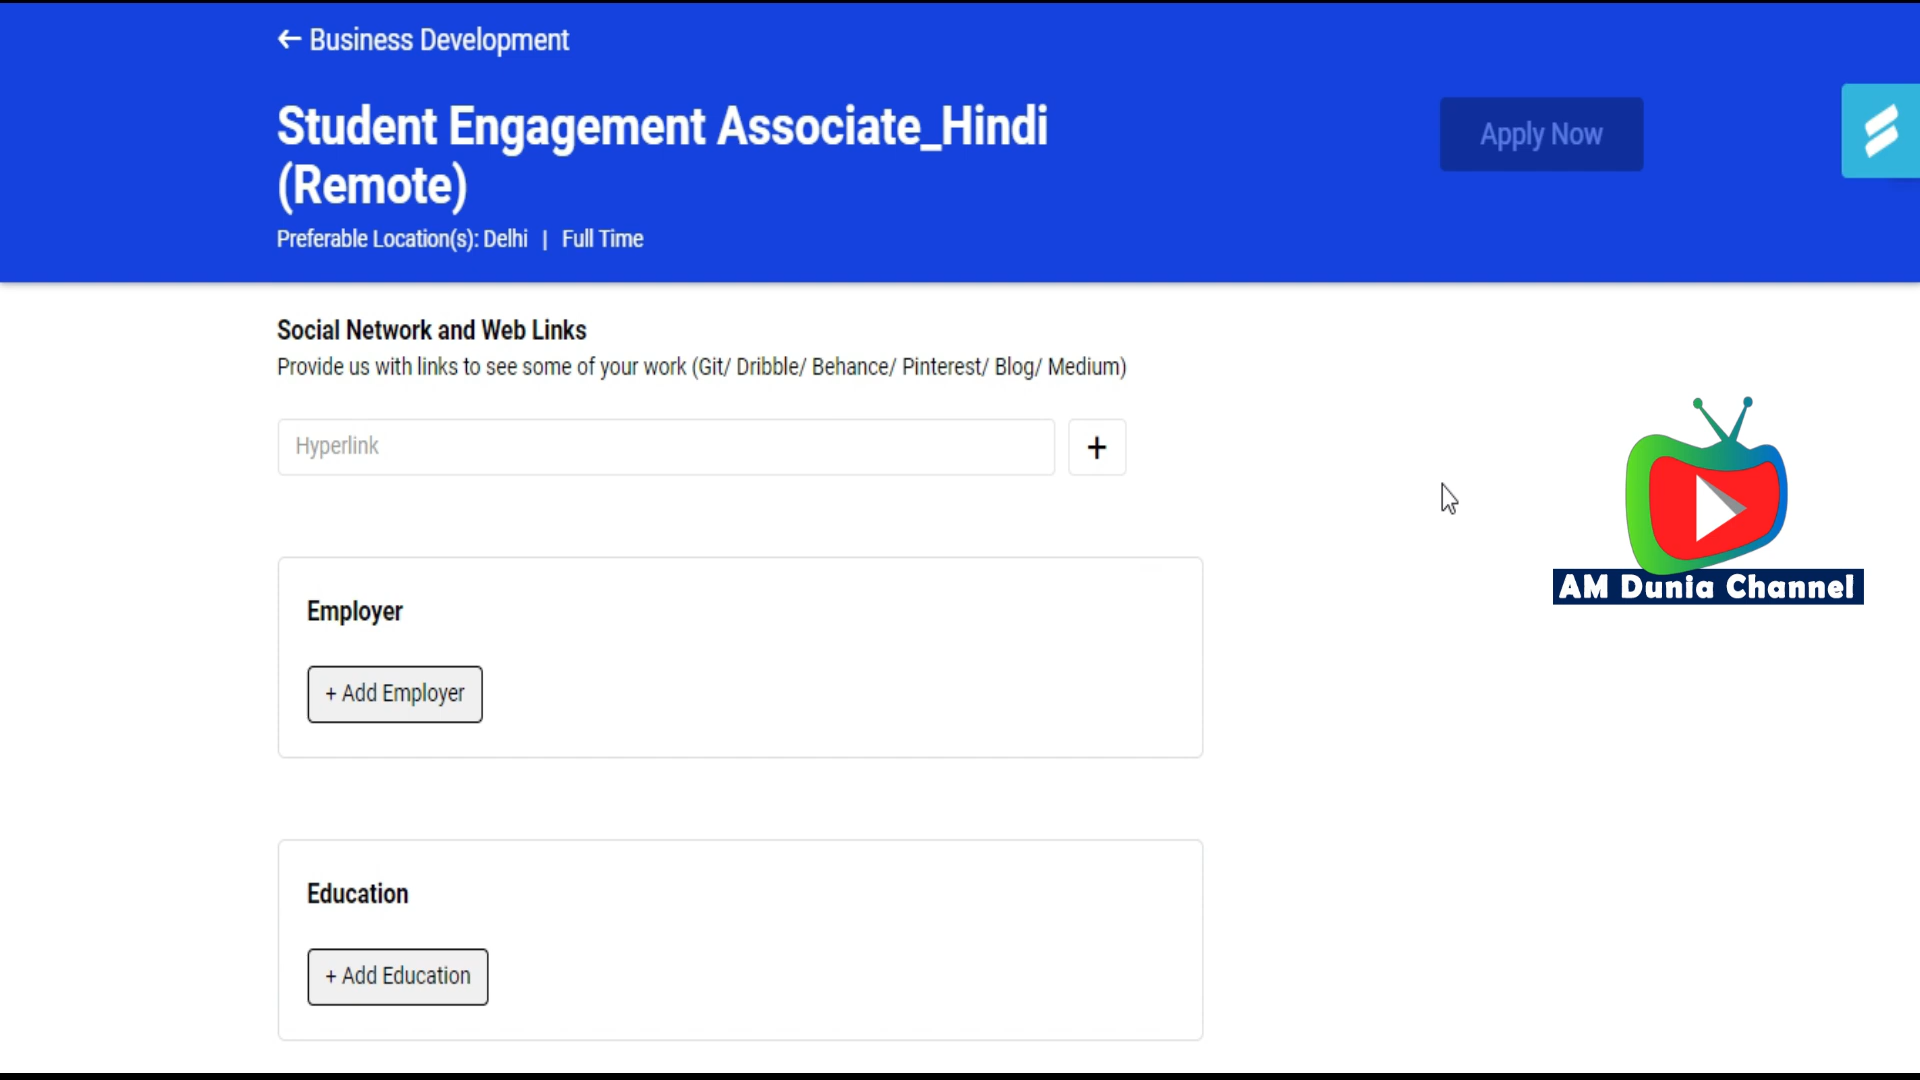 ← Business Development
Student Engagement Associate_Hindi
(Remote)
Preferable Location(s): Delhi | Full Time
Apply Now
Social Network and Web Links
Provide us with links to see some of your work (Git/ Dribble/ Behance/ Pinterest/ Blog/ Medium)
Hyperlink
+
AM Dunia Channel
Employer
+ Add Employer
Education
+ Add Education